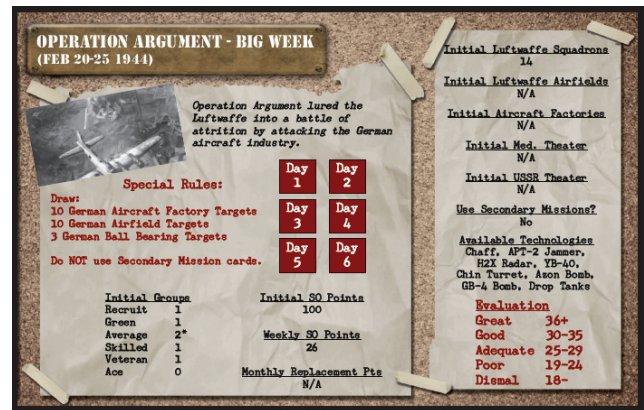 OPERATION ARGUMENT - BIG WEEK
(FEB 20-25 1944)
Operation Argument lured the
Luftwaffe into a battle of
attrition by attacking the German
aircraft industry.
Special Rules:
Draw:
10 German Aircraft Factory Targets
10 German Airfield Targets
3 German Ball Bearing Targets
Do NOT use Secondary Mission cards.
Day
1
Day
2
Day
3
Day
4
Day
5
Day
6
Initial Groups
Recruit 1
Green 1
Average 2*
Skilled 1
Veteran 1
Ace 0
Initial SO Points
100
Weekly SO Points
26
Monthly Replacement Pts
N/A
Initial Luftwaffe Squadrons
14
Initial Luftwaffe Airfields
N/A
Initial Aircraft Factories
N/A
Initial Med. Theater
N/A
Initial USSR Theater
N/A
Use Secondary Missions?
No
Available Technologies
Chaff, APT-2 Jammer,
H2X Radar, YB-40,
Chin Turret, Azon Bomb,
GB-4 Bomb, Drop Tanks
Evaluation
Great 36+
Good 30-35
Adequate 25-29
Poor 19-24
Dismal 18-